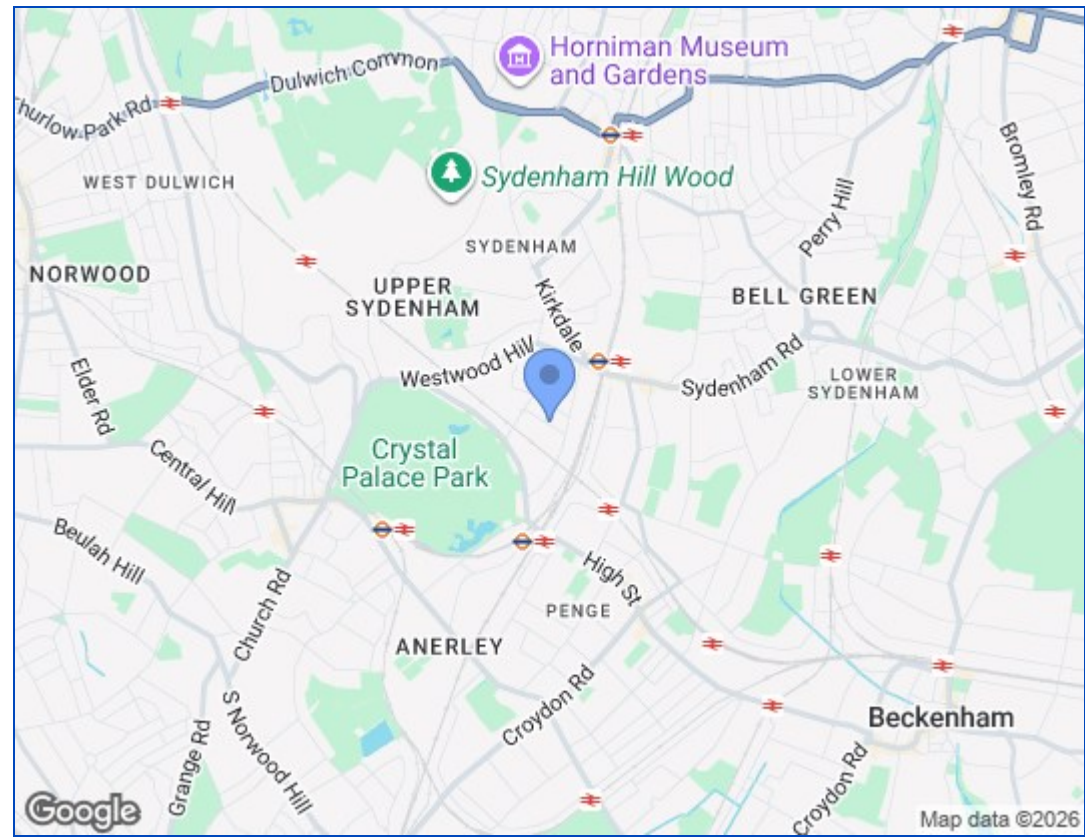 Horniman Museum
and Gardens
Dulwich Common
hurlow Park Rd
Bromley Rd
WEST DULWICH
Sydenham Hill Wood
Perry Hill
SYDENHAM
NORWOOD
UPPER
SYDENHAM
Kirkdale
BELL GREEN
Westwood Hill
Elder Rd
Sydenham Rd
LOWER
SYDENHAM
Crystal
Palace Park
Central Hill
Beulah Hill
High St
Church Rd
PENGE
ANERLEY
Croydon Rd
S Norwood Hill
Grange Rd
Beckenham
Croydon Rd
Google
Map data ©2026